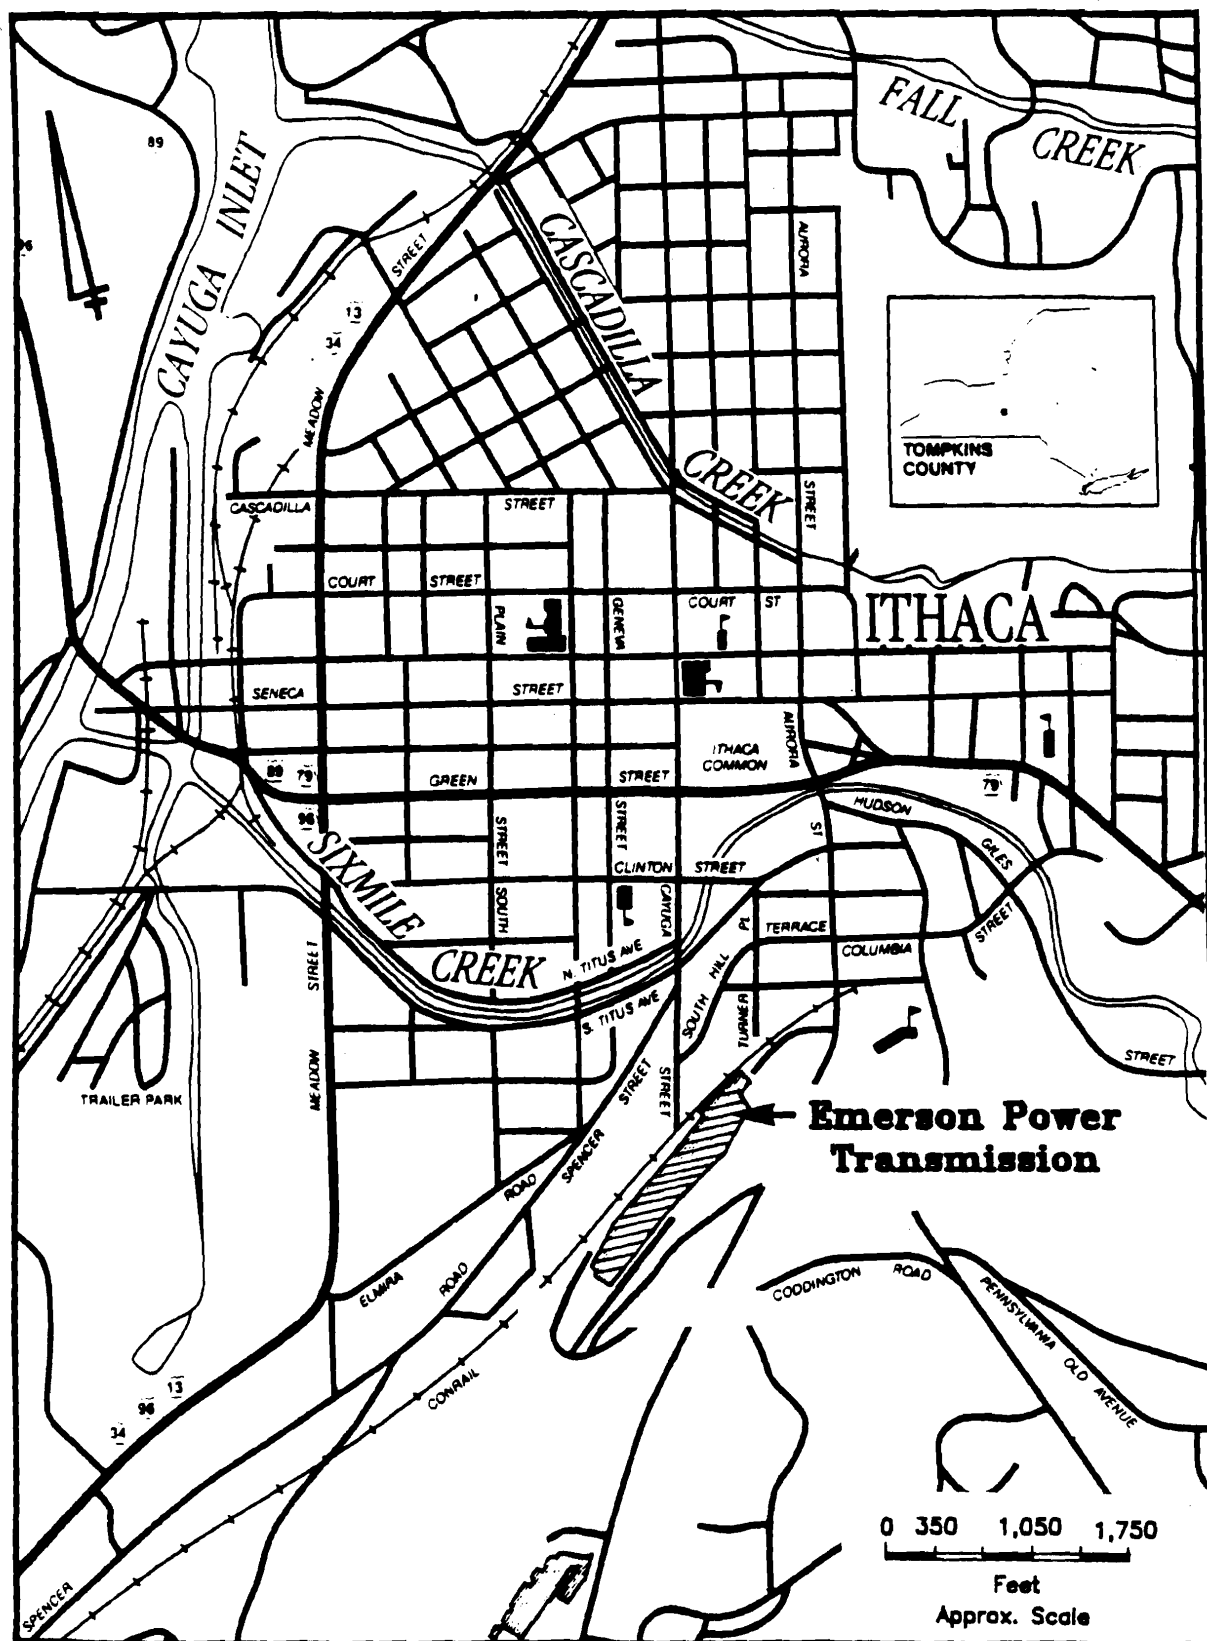 FALL
CREEK
89
CAYUGA INLET
96
CASCADILLA
CREEK
STREET
AURORA
13
34
MEADOW
TOMPKINS
COUNTY
CASCADILLA
STREET
STREET
COURT
STREET
PLAIN
GENEVA
COURT ST
ITHACA
SENECA
STREET
AURORA
ITHACA
COMMON
89
79
GREEN
STREET
79
96
HUDSON
SIXMILE
CREEK
STREET
STREET
ST
GILES
CLINTON STREET
SOUTH
CAYUGA
PL
TERRACE
STREET
COLUMBIA
N. TITUS AVE
STREET
S. TITUS AVE
SOUTH HILL
TURNER
STREET
MEADOW
STREET
STREET
TRAILER PARK
Emerson Power
Transmission
SPENCER
ROAD
ELMIRA
ROAD
CODDINGTON ROAD
PENNSYLVANIA OLD AVENUE
CONRAIL
13
96
34
0 350 1,050 1,750
Feet
Approx. Scale
SPENCER